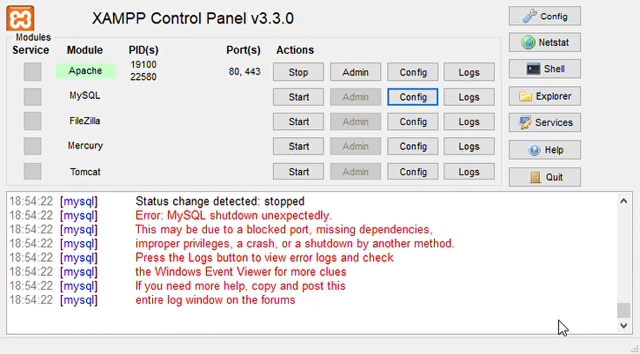 XAMPP Control Panel v3.3.0
Config
Modules
Service Module PID(s) Port(s) Actions
Netstat
Apache 19100 22580 80, 443 Stop Admin Config Logs
Shell
MySQL Start Admin Config Logs
Explorer
FileZilla Start Admin Config Logs
Services
Mercury Start Admin Config Logs
Help
Tomcat Start Admin Config Logs
Quit
18:54:22 [mysql] Status change detected: stopped
18:54:22 [mysql] Error: MySQL shutdown unexpectedly.
18:54:22 [mysql] This may be due to a blocked port, missing dependencies,
18:54:22 [mysql] improper privileges, a crash, or a shutdown by another method.
18:54:22 [mysql] Press the Logs button to view error logs and check
18:54:22 [mysql] the Windows Event Viewer for more clues
18:54:22 [mysql] If you need more help, copy and post this
18:54:22 [mysql] entire log window on the forums